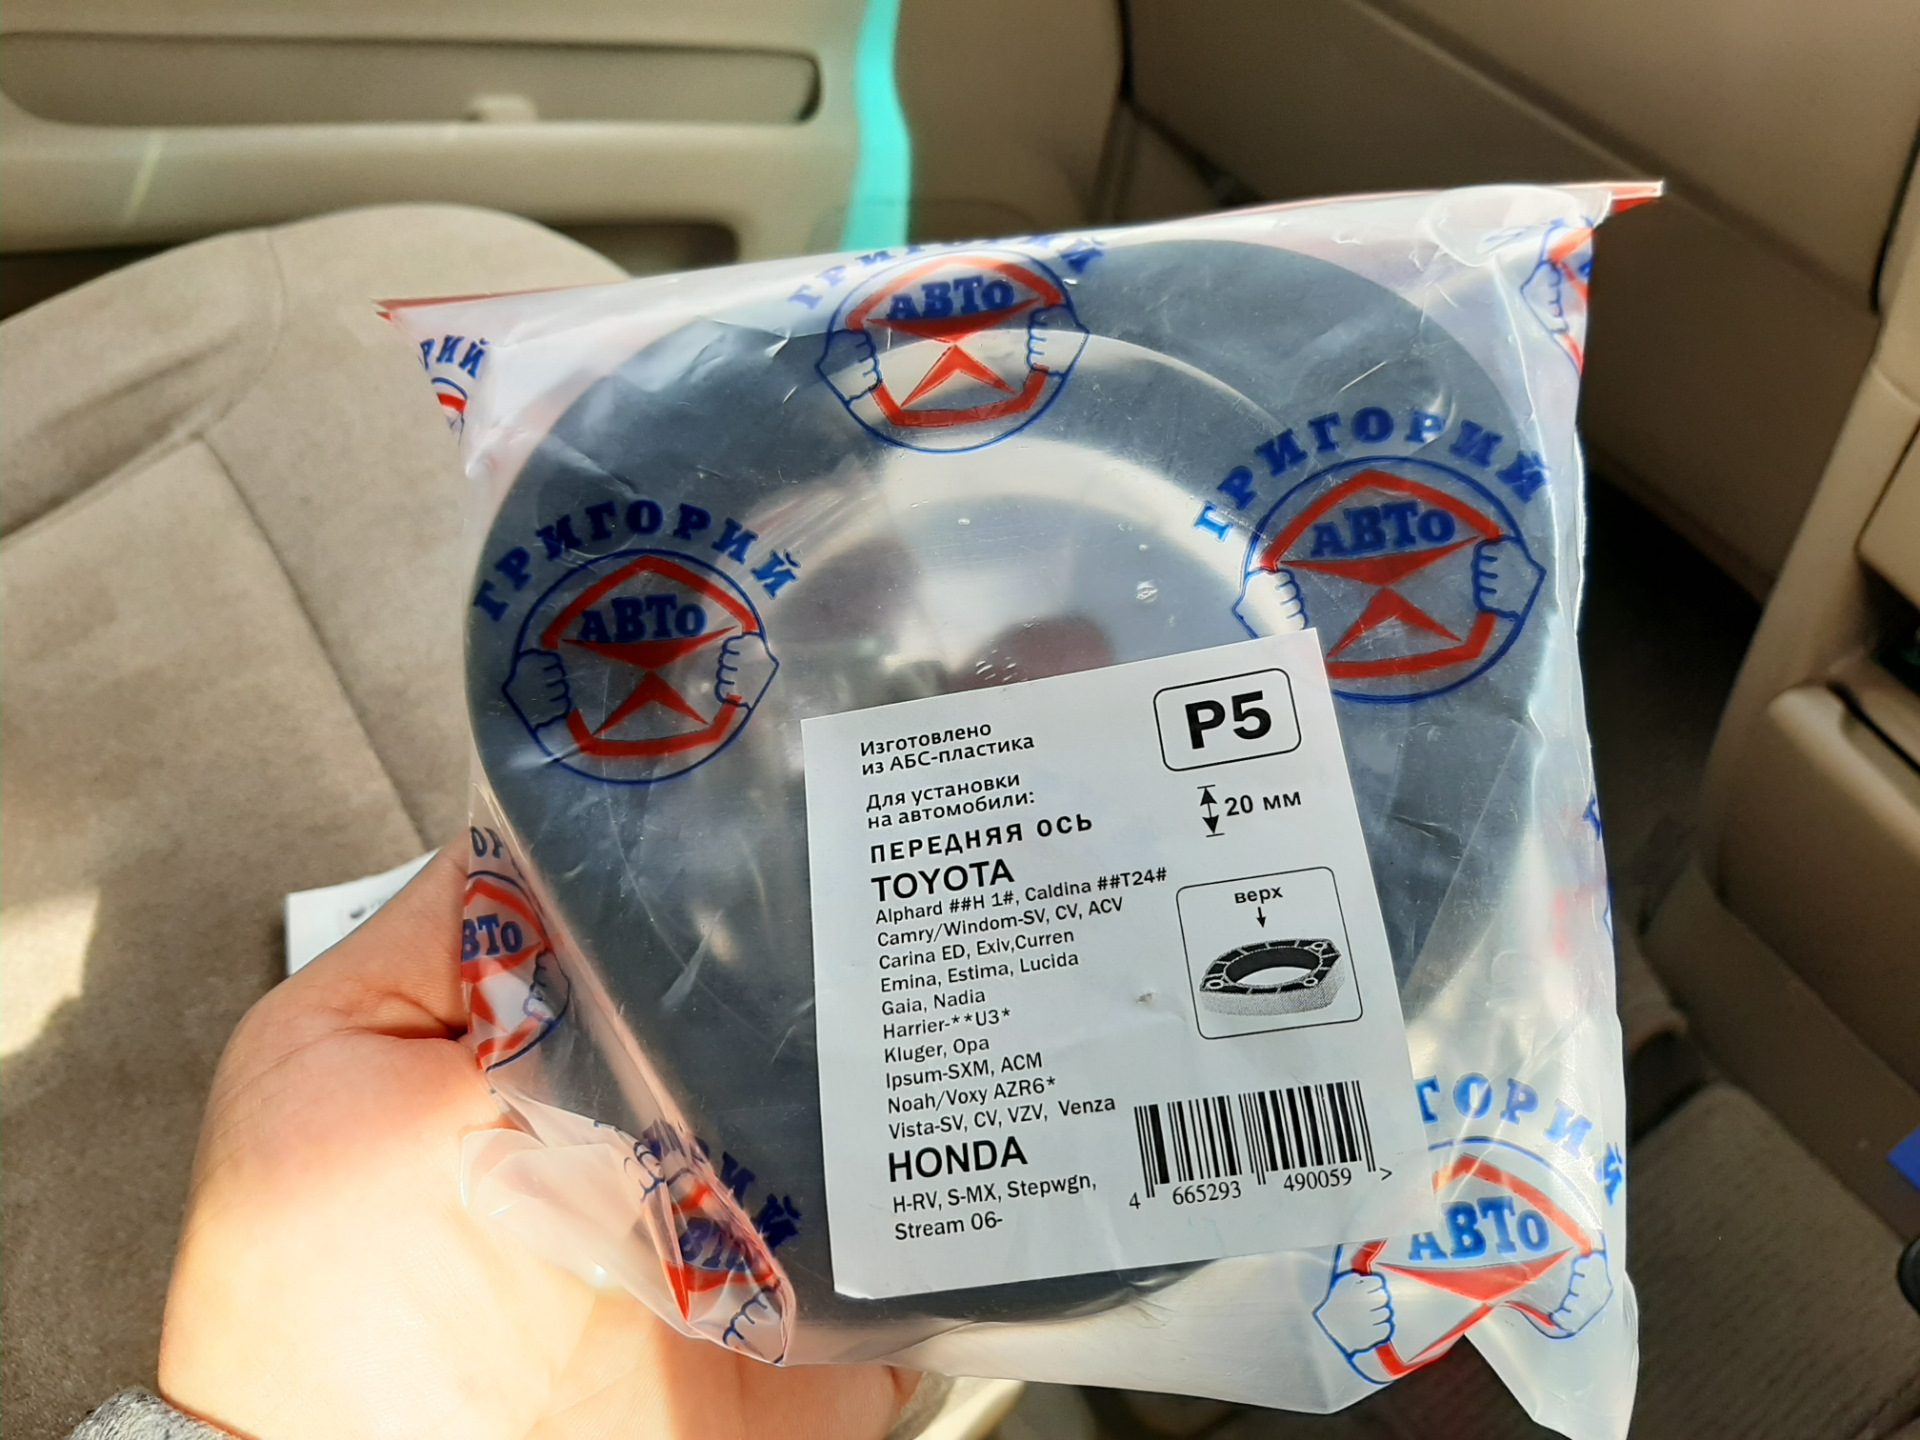 ГРИГОРИЙ
АВТо
ГРИГОРИЙ
АВТо
ГРИГОРИЙ
АВТо
Изготовлено
из АБС-пластика
Для установки
на автомобили:
ПЕРЕДНЯЯ ОСЬ
TOYOTA
Alphard ##H 1#, Caldina ##T24#
Camry/Windom-SV, CV, ACV
Carina ED, Exiv,Curren
Emina, Estima, Lucida
Gaia, Nadia
Harrier-**U3*
Kluger, Opa
Ipsum-SXM, ACM
Noah/Voxy AZR6*
Vista-SV, CV, VZV, Venza
HONDA
H-RV, S-MX, Stepwgn,
Stream 06-
P5
20 мм
верх
4 665293 490059 >
АВТо